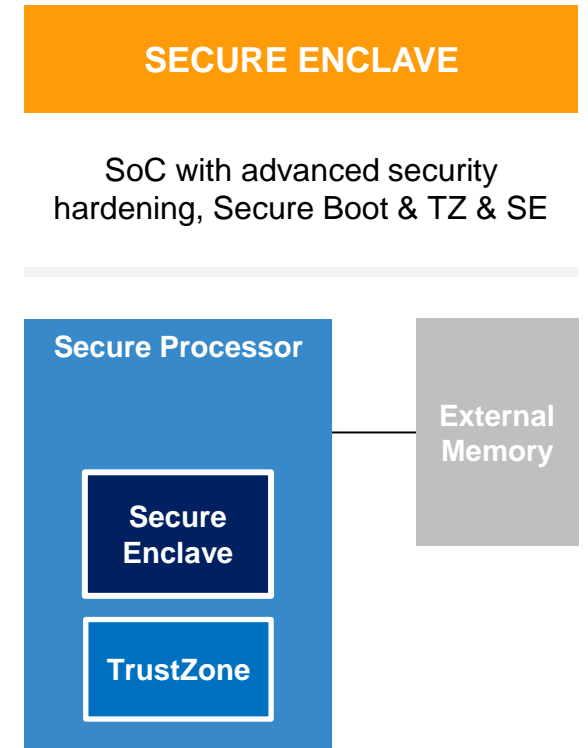 SECURE ENCLAVE
SoC with advanced security
hardening, Secure Boot & TZ & SE
Secure Processor
External
Memory
Secure
Enclave
TrustZone